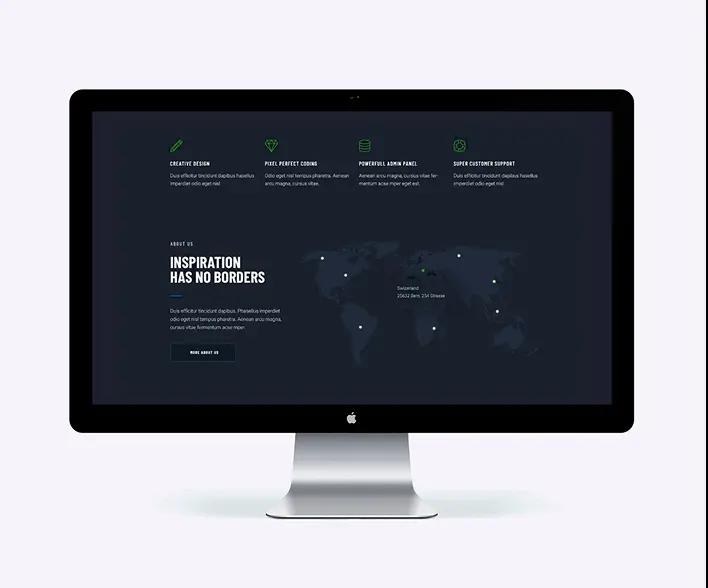 CREATIVE DESIGN
Duis efficitur tincidunt dapibus hasellus
imperdiet odio eget nisl
PIXEL PERFECT CODING
Odio eget nisl tempus pharetra. Aenean
arcu magna, cursus vitae.
POWERFULL ADMIN PANEL
Aenean arcu magna, cursus vitae fer-
mentum acse mper eget est.
SUPER CUSTOMER SUPPORT
Duis efficitur tincidunt dapibus hasellus
imperdiet odio eget nisl
ABOUT US
INSPIRATION
HAS NO BORDERS
Duis efficitur tincidunt dapibus. Phasellus imperdiet
odio eget nisl tempus pharetra. Aenean arcu magna,
cursus vitae fermentum acse mper
MORE ABOUT US
Swizerland
20632 Bern, 234 Strasse